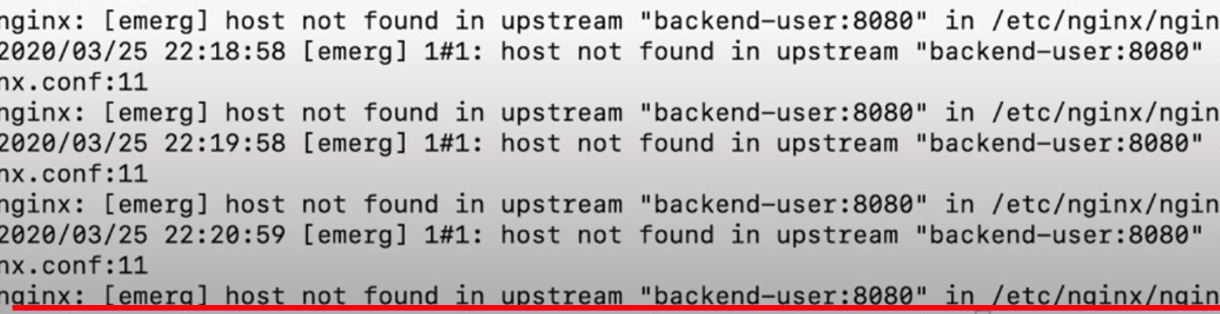 nginx: [emerg] host not found in upstream "backend-user:8080" in /etc/nginx/ngin
2020/03/25 22:18:58 [emerg] 1#1: host not found in upstream "backend-user:8080"
nx.conf:11
nginx: [emerg] host not found in upstream "backend-user:8080" in /etc/nginx/ngin
2020/03/25 22:19:58 [emerg] 1#1: host not found in upstream "backend-user:8080"
nx.conf:11
nginx: [emerg] host not found in upstream "backend-user:8080" in /etc/nginx/ngin
2020/03/25 22:20:59 [emerg] 1#1: host not found in upstream "backend-user:8080"
nx.conf:11
nginx: [emerg] host not found in upstream "backend-user:8080" in /etc/nginx/ngin